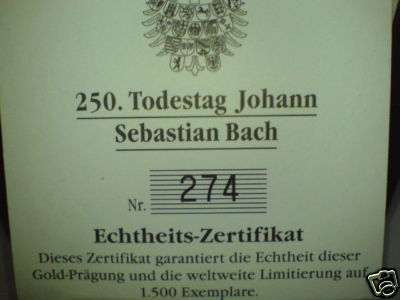 250. Todestag Johann
Sebastian Bach
Nr. 274
Echtheits-Zertifikat
Dieses Zertifikat garantiert die Echtheit dieser
Gold-Prägung und die weltweite Limitierung auf
1.500 Exemplare.